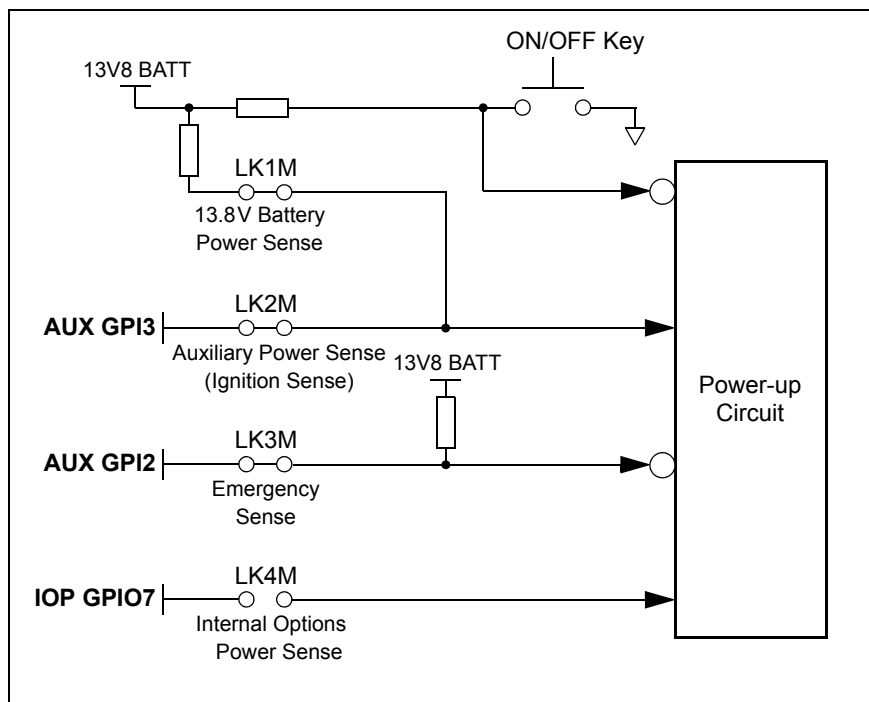 ON/OFF Key
13V8 BATT
LK1M
13.8V Battery
Power Sense
LK2M
AUX GPI3
Auxiliary Power Sense
(Ignition Sense)
13V8 BATT
Power-up
Circuit
LK3M
AUX GPI2
Emergency
Sense
LK4M
IOP GPIO7
Internal Options
Power Sense